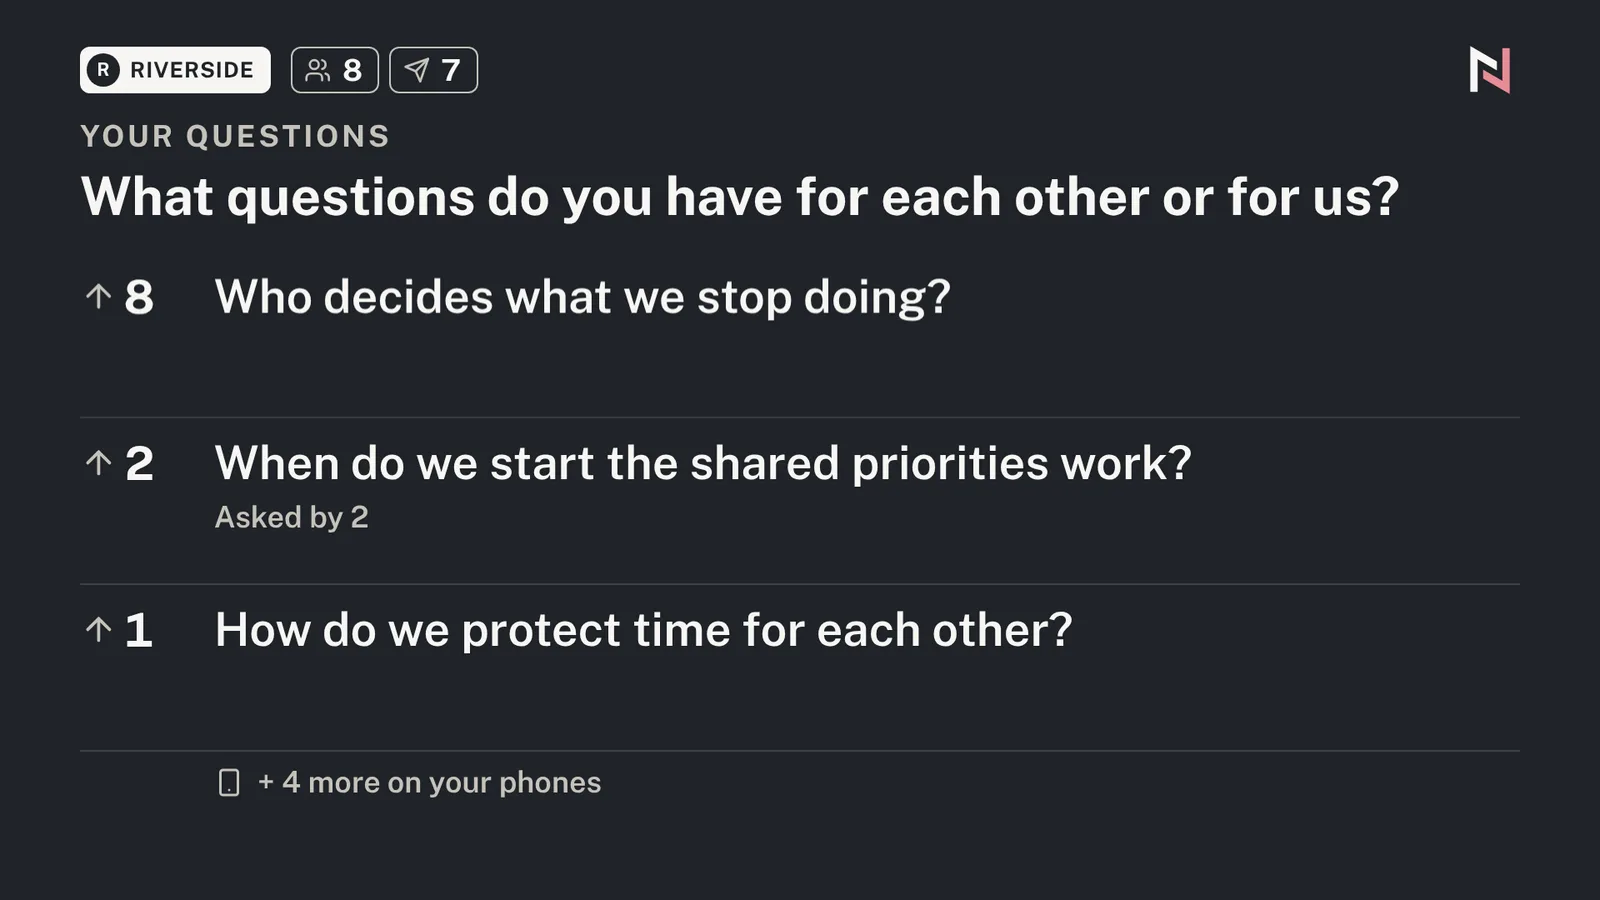 R RIVERSIDE 8 7
YOUR QUESTIONS
What questions do you have for each other or for us?
↑ 8 Who decides what we stop doing?
↑ 2 When do we start the shared priorities work?
Asked by 2
↑ 1 How do we protect time for each other?
+ 4 more on your phones